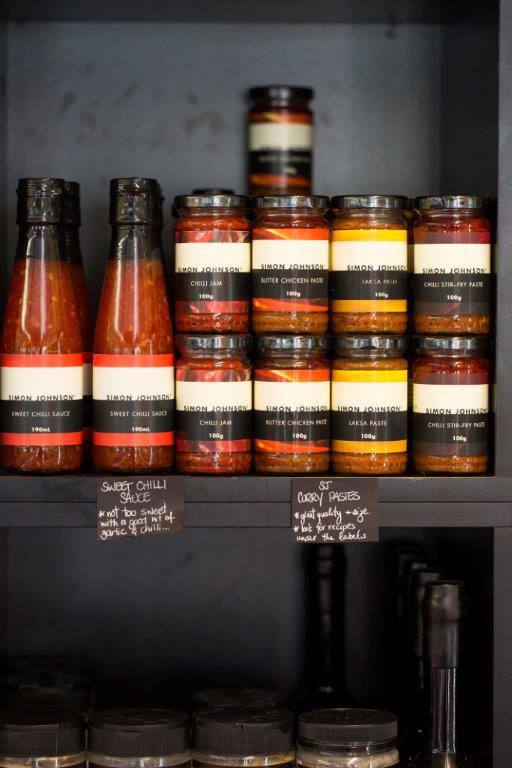 SIMON JOHNSON
SWEET CHILLI SAUCE
190mL
SIMON JOHNSON
SWEET CHILLI SAUCE
190mL
SIMON JOHNSON
CHILLI JAM
100g
SIMON JOHNSON
BUTTER CHICKEN PASTE
100g
SIMON JOHNSON
LAKSA PASTE
100g
SIMON JOHNSON
CHILLI STIR-FRY PASTE
100g
SIMON JOHNSON
CHILLI JAM
100g
SIMON JOHNSON
BUTTER CHICKEN PASTE
100g
SIMON JOHNSON
LAKSA PASTE
100g
SIMON JOHNSON
CHILLI STIR-FRY PASTE
100g
SWEET CHILLI
SAUCE
* not too sweet
with a good hit of
garlic & chilli...
SJ
CURRY PASTES
* great quality + size.
* look for recipes
under the labels